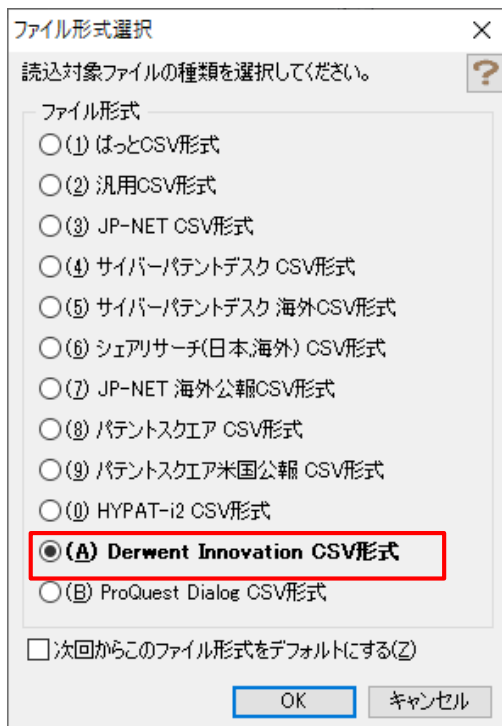 ファイル形式選択
読込対象ファイルの種類を選択してください。
?
ファイル形式
(1) ぱっとCSV形式
(2) 汎用CSV形式
(3) JP-NET CSV形式
(4) サイバーパテントデスク CSV形式
(5) サイバーパテントデスク 海外CSV形式
(6) シェアリサーチ(日本,海外) CSV形式
(7) JP-NET 海外公報CSV形式
(8) パテントスクエア CSV形式
(9) パテントスクエア米国公報 CSV形式
(0) HYPAT-i2 CSV形式
(A) Derwent Innovation CSV形式
(B) ProQuest Dialog CSV形式
次回からこのファイル形式をデフォルトにする(Z)
OK キャンセル